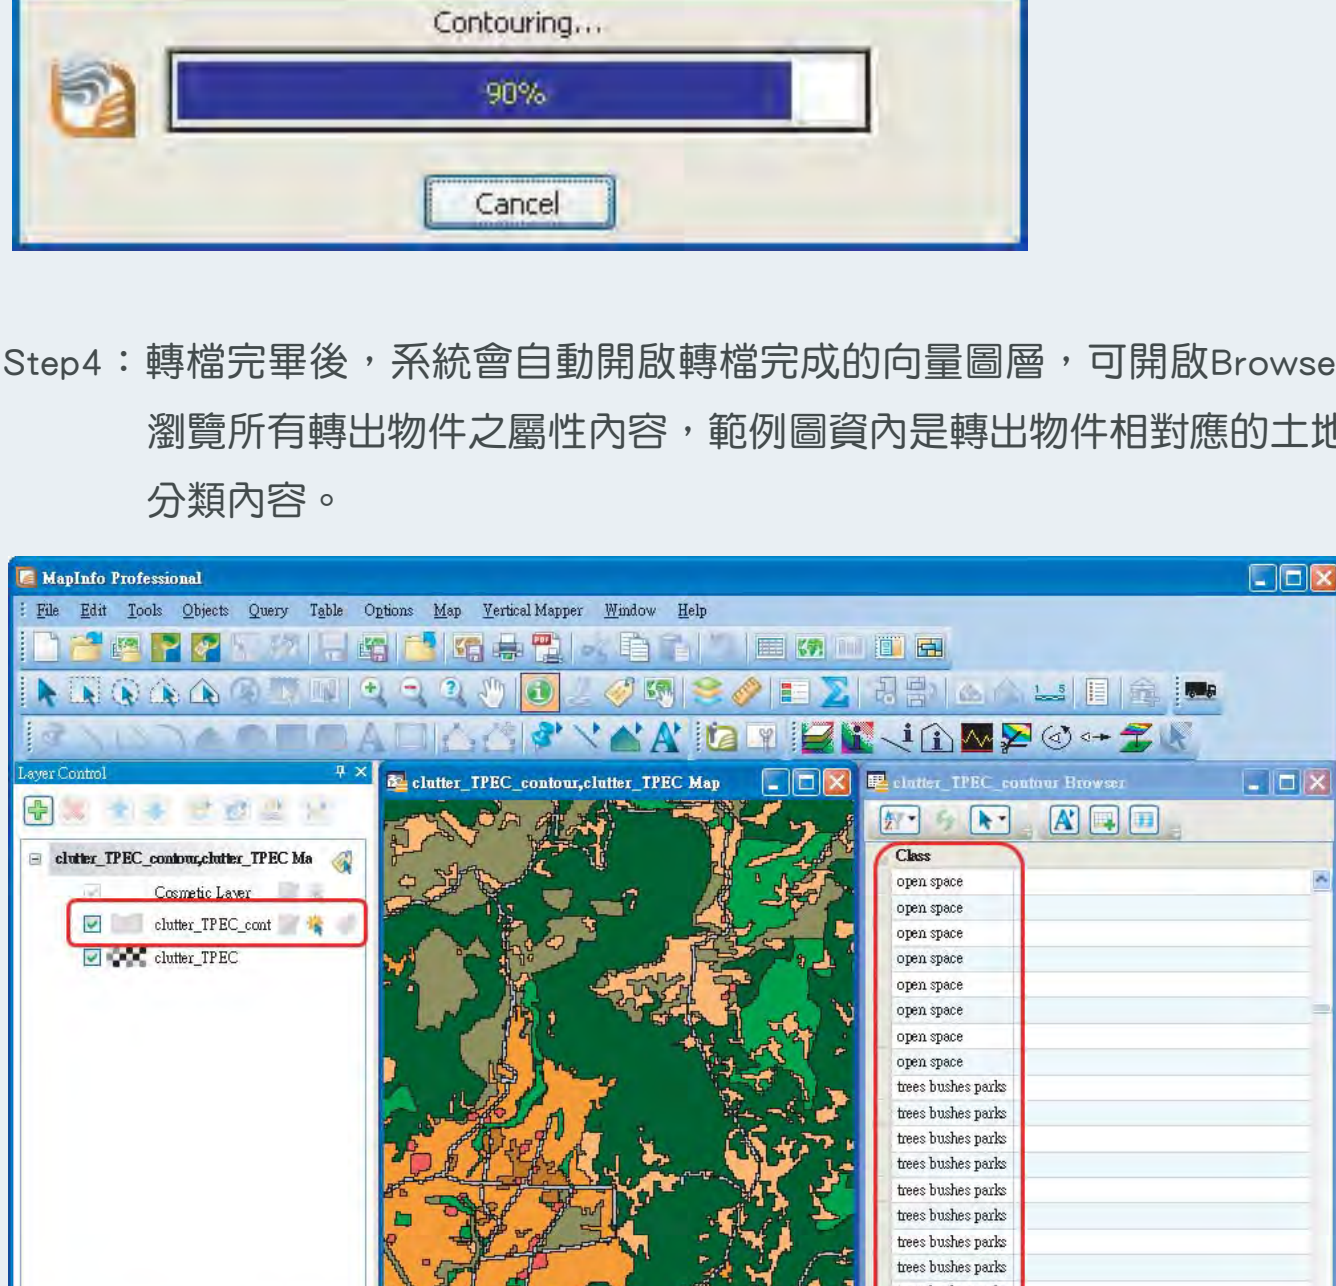 Contouring...
90%
Cancel
Step4：轉檔完畢後，系統會自動開啟轉檔完成的向量圖層，可開啟Browse
瀏覽所有轉出物件之屬性內容，範例圖資內是轉出物件相對應的土地
分類內容。
MapInfo Professional
File Edit Tools Objects Query Table Options Map Vertical Mapper Window Help
Layer Control
clutter_TPEC_contour,clutter_TPEC Map
clutter_TPEC_contour Browser
clutter_TPEC_contour,clutter_TPEC Ma
Cosmetic Layer
clutter_TPEC_cont
clutter_TPEC
Class
open space
open space
open space
open space
open space
open space
open space
open space
trees bushes parks
trees bushes parks
trees bushes parks
trees bushes parks
trees bushes parks
trees bushes parks
trees bushes parks
trees bushes parks